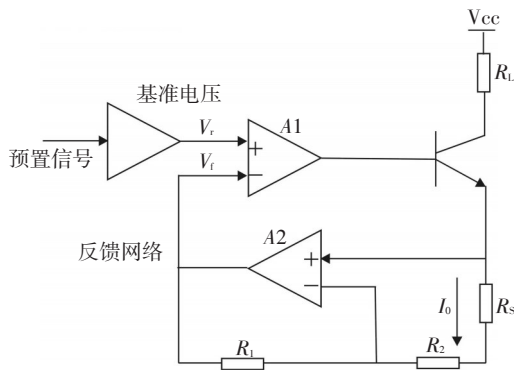 Vcc
R_L
基准电压
A1
V_r
+
预置信号
V_f
−
A2
反馈网络
+
−
I_0
R_S
R_1
R_2